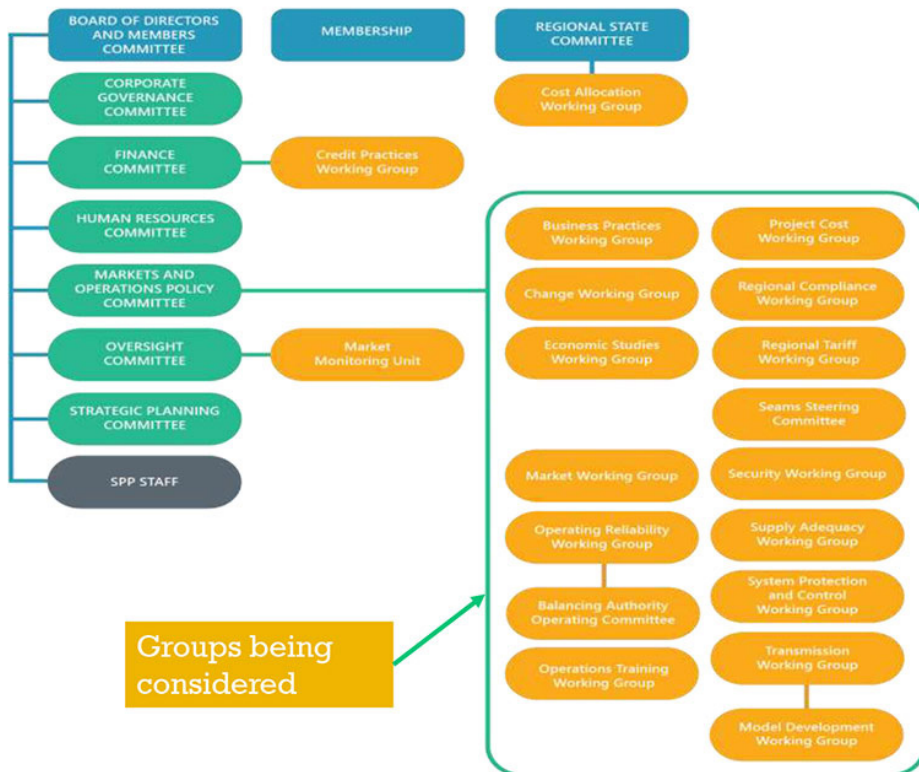 BOARD OF DIRECTORS
AND MEMBERS
COMMITTEE
MEMBERSHIP
REGIONAL STATE
COMMITTEE
CORPORATE
GOVERNANCE
COMMITTEE
Cost Allocation
Working Group
FINANCE
COMMITTEE
Credit Practices
Working Group
HUMAN RESOURCES
COMMITTEE
MARKETS AND
OPERATIONS POLICY
COMMITTEE
OVERSIGHT
COMMITTEE
Market
Monitoring Unit
STRATEGIC PLANNING
COMMITTEE
SPP STAFF
Business Practices
Working Group
Change Working Group
Economic Studies
Working Group
Market Working Group
Operating Reliability
Working Group
Balancing Authority
Operating Committee
Operations Training
Working Group
Project Cost
Working Group
Regional Compliance
Working Group
Regional Tariff
Working Group
Seams Steering
Committee
Security Working Group
Supply Adequacy
Working Group
System Protection
and Control
Working Group
Transmission
Working Group
Model Development
Working Group
Groups being
considered